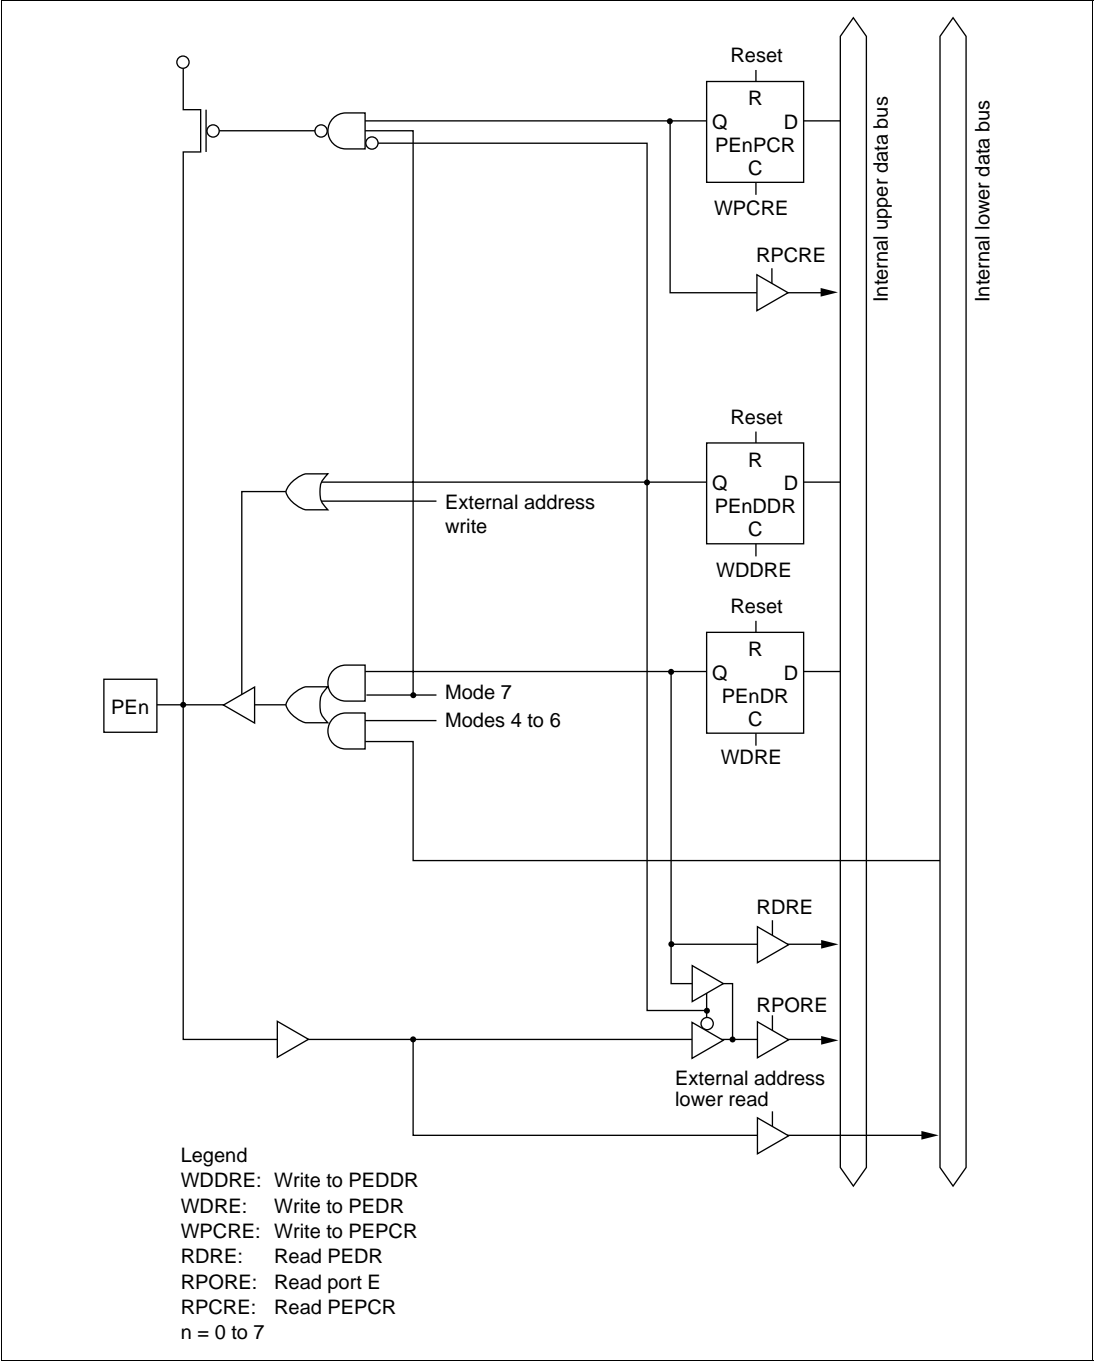 Reset
R
Q D
PEnPCR
C
WPCRE
Internal upper data bus
Internal lower data bus
RPCRE
Reset
R
Q D
PEnDDR
C
WDDRE
External address
write
Reset
R
Q D
PEnDR
C
WDRE
PEn
Mode 7
Modes 4 to 6
RDRE
RPORE
External address
lower read
Legend
WDDRE: Write to PEDDR
WDRE: Write to PEDR
WPCRE: Write to PEPCR
RDRE: Read PEDR
RPORE: Read port E
RPCRE: Read PEPCR
n = 0 to 7